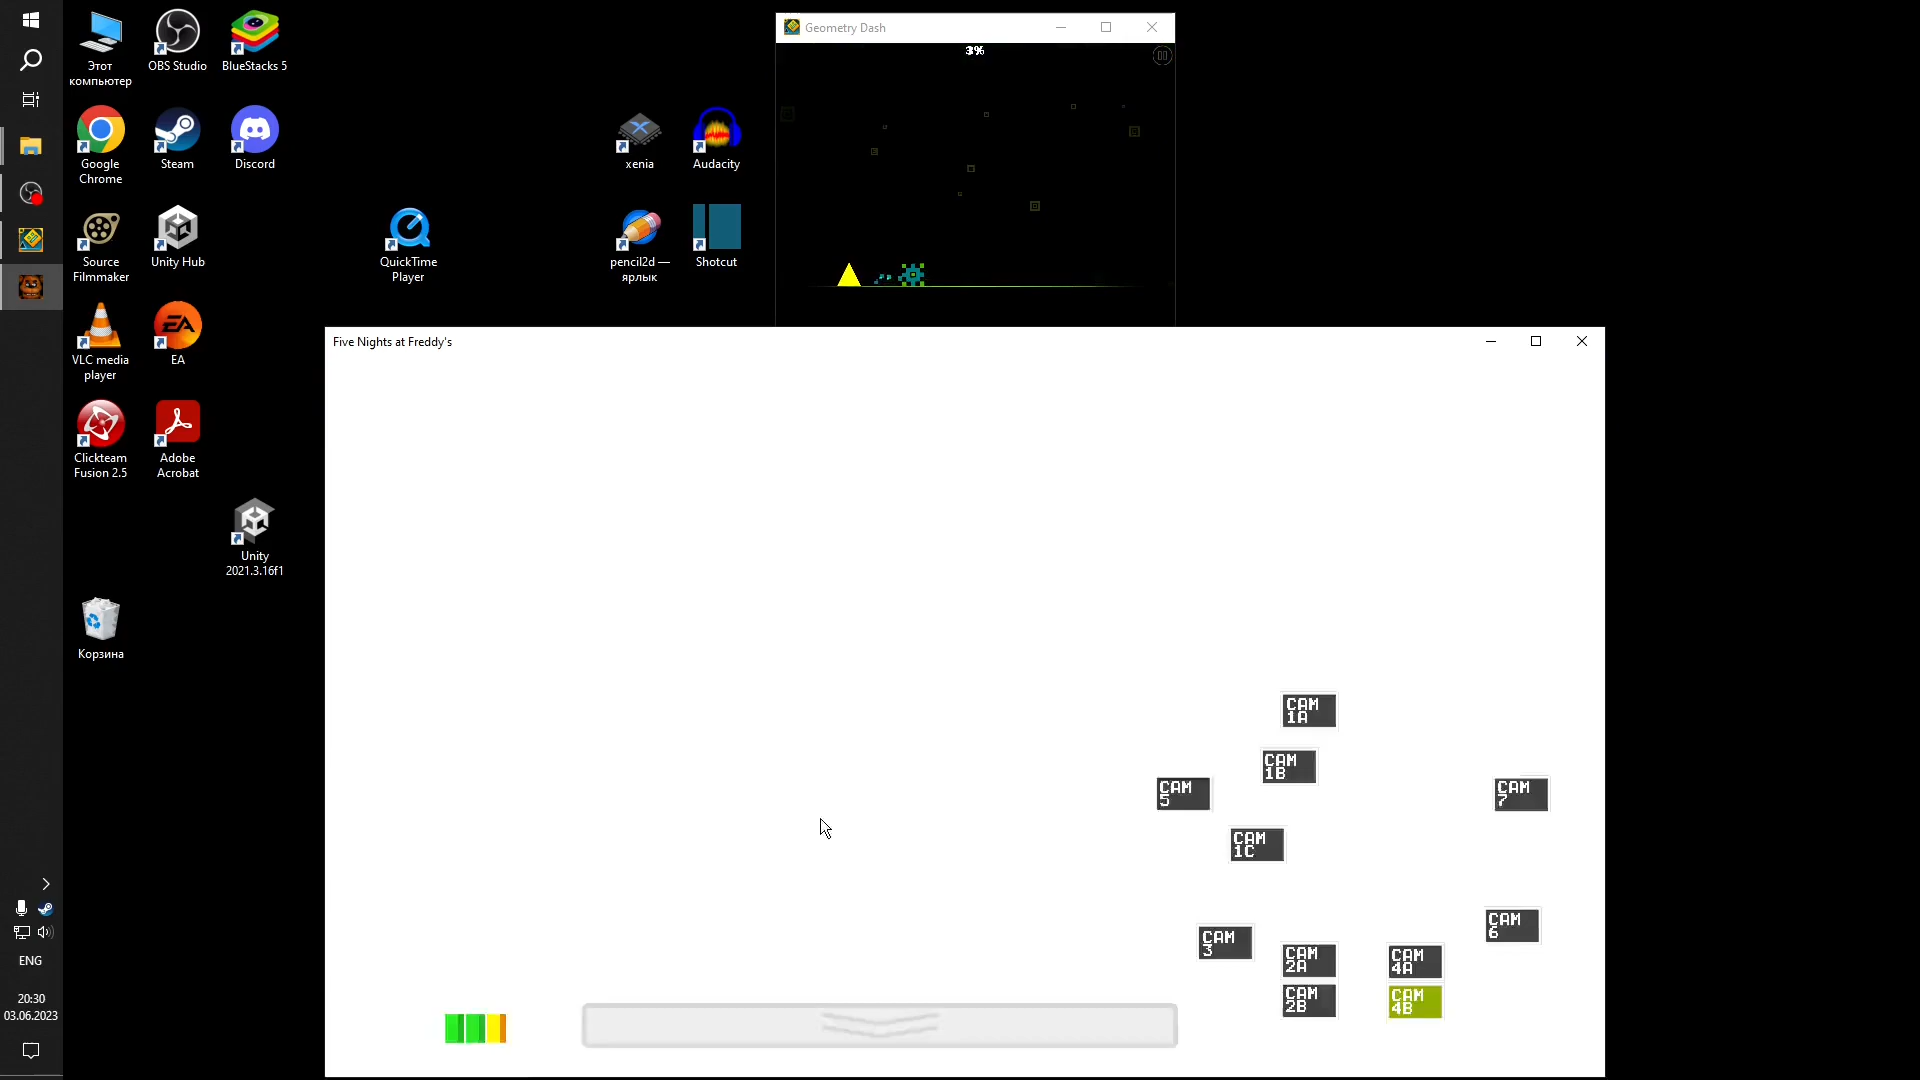 Этот
компьютер
OBS Studio
BlueStacks 5
Google
Chrome
Steam
Discord
xenia
Audacity
Source
Filmmaker
Unity Hub
QuickTime
Player
pencil2d —
ярлык
Shotcut
VLC media
player
EA
EA
Clickteam
Fusion 2.5
Adobe
Acrobat
Unity
2021.3.16f1
Корзина
ENG
20:30
03.06.2023
Geometry Dash
3%
Five Nights at Freddy's
CAM
1A
CAM
1B
CAM
5
CAM
7
CAM
1C
CAM
6
CAM
3
CAM
2A
CAM
4A
CAM
2B
CAM
4B